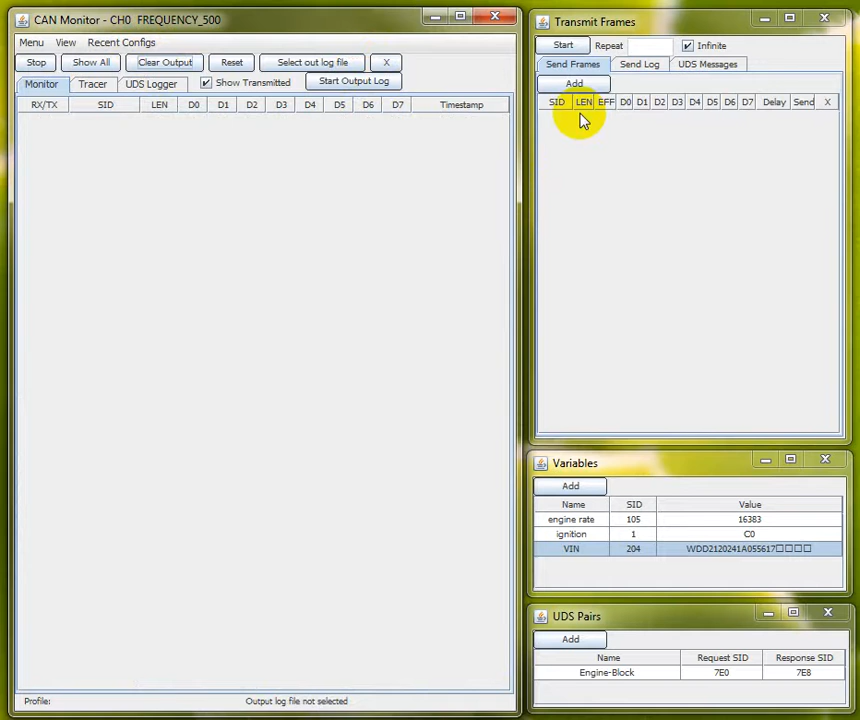 CAN Monitor - CH0 FREQUENCY_500
Menu View Recent Configs
Stop Show All Clear Output Reset Select out log file X
Monitor Tracer UDS Logger Show Transmitted Start Output Log
RX/TX SID LEN D0 D1 D2 D3 D4 D5 D6 D7 Timestamp
Profile: Output log file not selected
Transmit Frames
Start Repeat Infinite
Send Frames Send Log UDS Messages
Add
SID LEN EFF D0 D1 D2 D3 D4 D5 D6 D7 Delay Send X
Variables
Add
Name SID Value
engine rate 105 16383
ignition 1 C0
VIN 204 WDD2120241A055617□□□□
UDS Pairs
Add
Name Request SID Response SID
Engine-Block 7E0 7E8